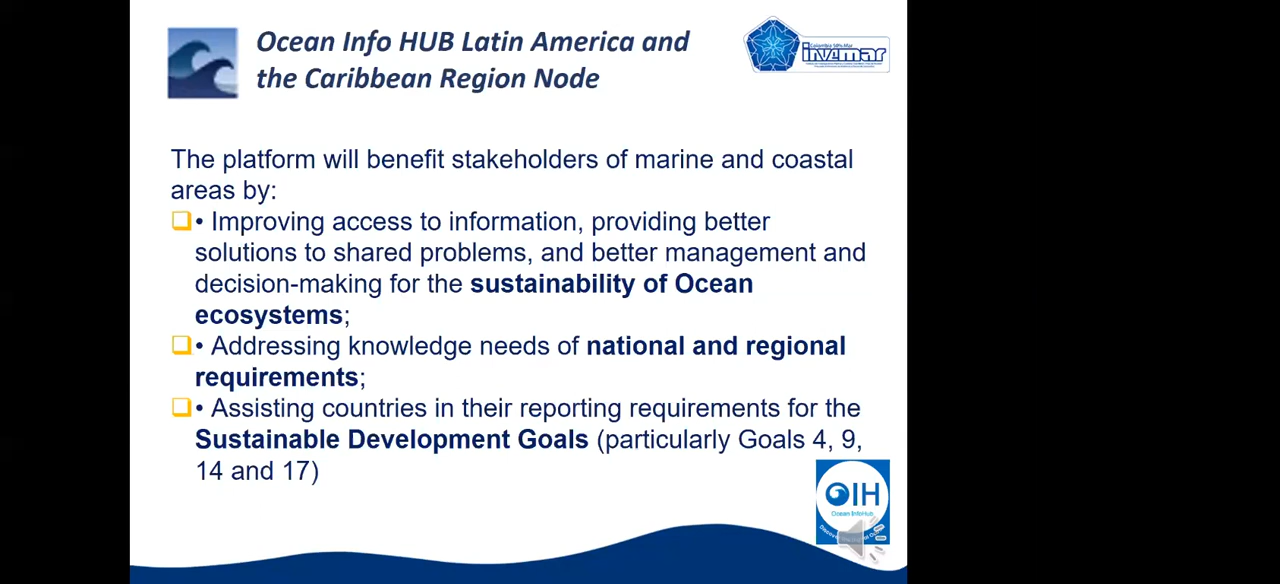 Ocean Info HUB Latin America and
the Caribbean Region Node
Colombia 50% Mar
invemar
The platform will benefit stakeholders of marine and coastal
areas by:
• Improving access to information, providing better
solutions to shared problems, and better management and
decision-making for the sustainability of Ocean
ecosystems;
• Addressing knowledge needs of national and regional
requirements;
• Assisting countries in their reporting requirements for the
Sustainable Development Goals (particularly Goals 4, 9,
14 and 17)
OIH
Ocean InfoHub